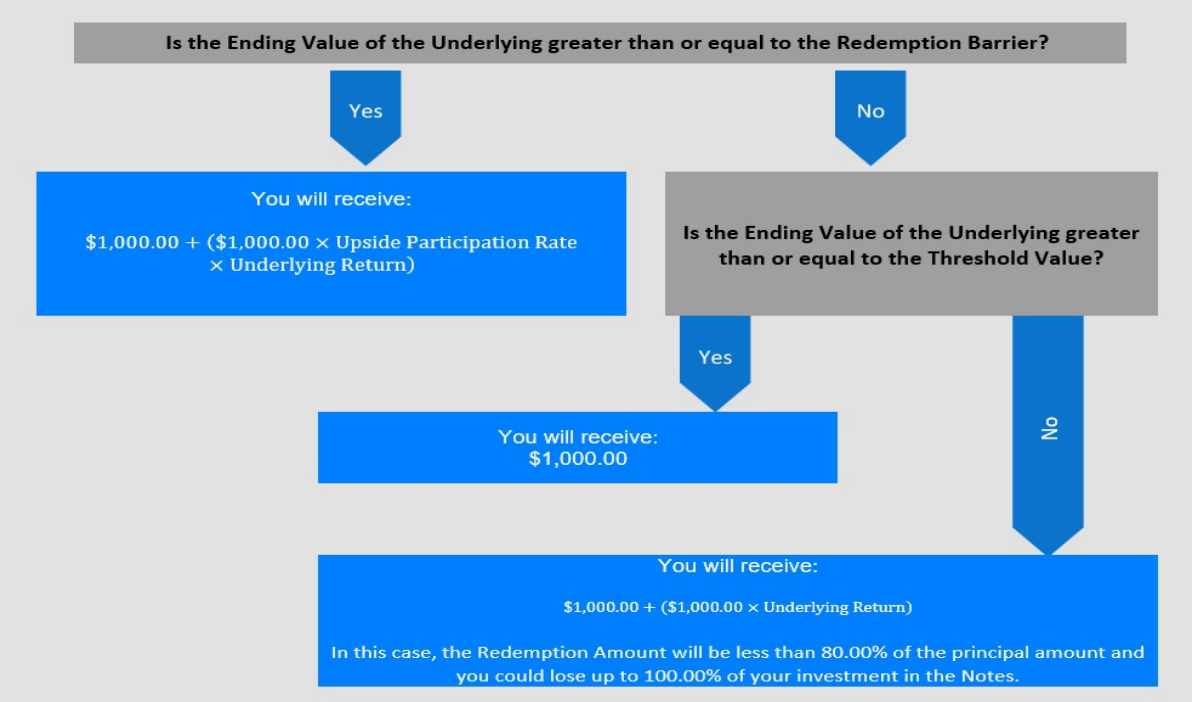 Is the Ending Value of the Underlying greater than or equal to the Redemption Barrier?
Yes
No
You will receive:
$1,000.00 + ($1,000.00 × Upside Participation Rate
× Underlying Return)
Is the Ending Value of the Underlying greater
than or equal to the Threshold Value?
Yes
No
You will receive:
$1,000.00
You will receive:
$1,000.00 + ($1,000.00 × Underlying Return)
In this case, the Redemption Amount will be less than 80.00% of the principal amount and
you could lose up to 100.00% of your investment in the Notes.